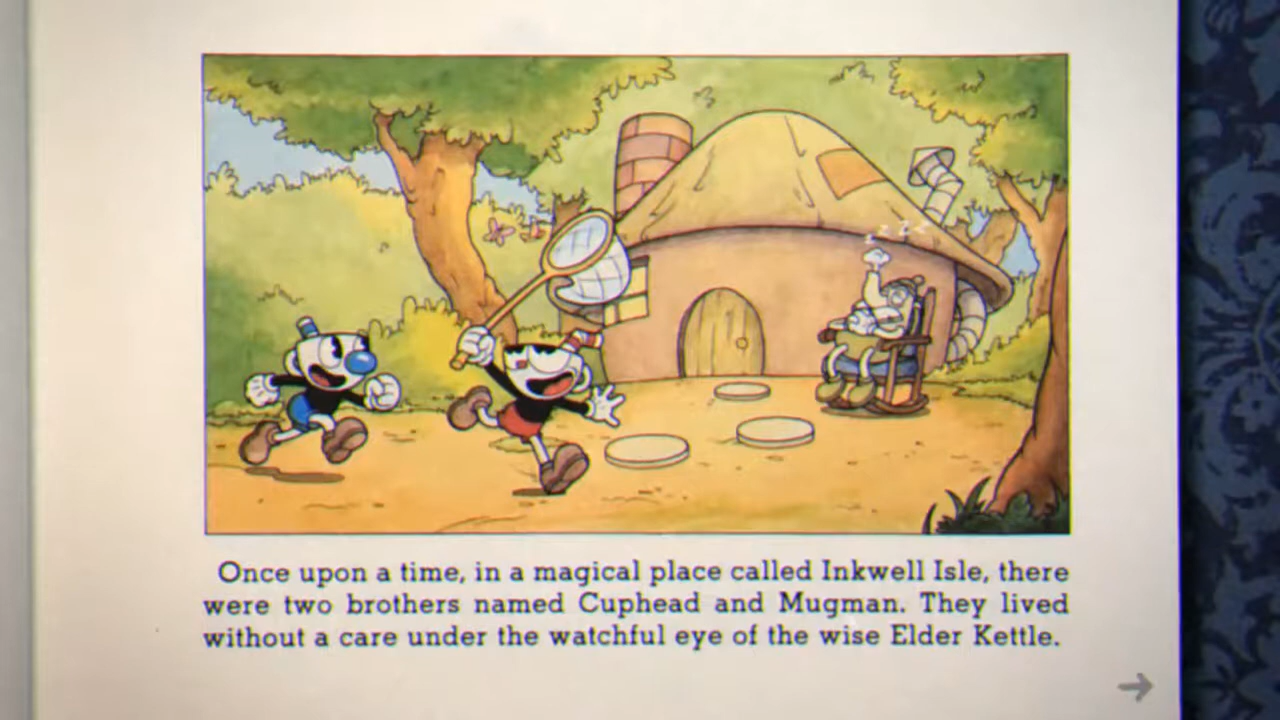 z z z z
Once upon a time, in a magical place called Inkwell Isle, there
were two brothers named Cuphead and Mugman. They lived
without a care under the watchful eye of the wise Elder Kettle.